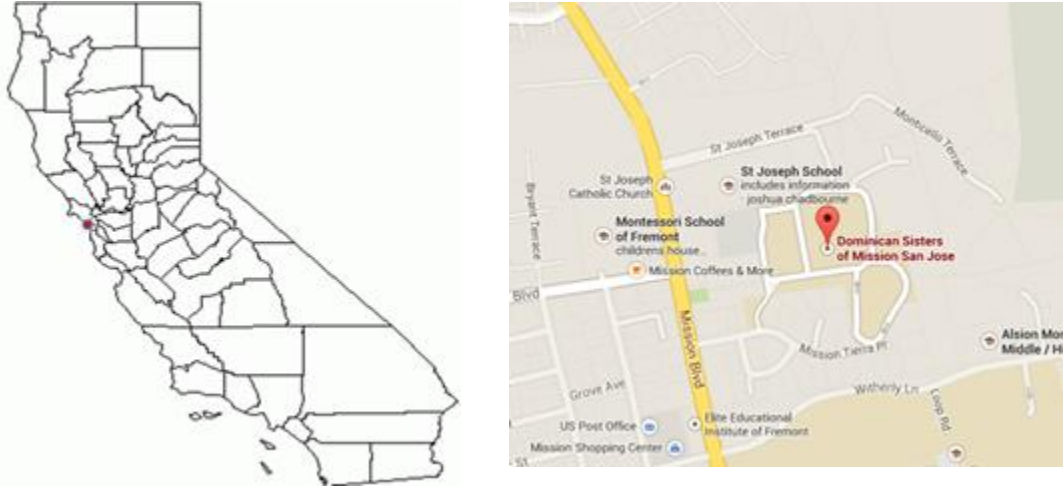 St Joseph Terrace
Monticello Terrace
St Joseph School
includes information
joshua chadbourne
St Joseph
Catholic Church
Bryant Terrace
Montessori School
of Fremont
childrens house...
Dominican Sisters
of Mission San Jose
Mission Coffees & More
Blvd
Mission Blvd
Mission Tierra Pl
Alsion Mon
Middle / Hi
Grove Ave
Witherly Ln
Loop Rd
US Post Office
Elite Educational
Institute of Fremont
Mission Shopping Center
St